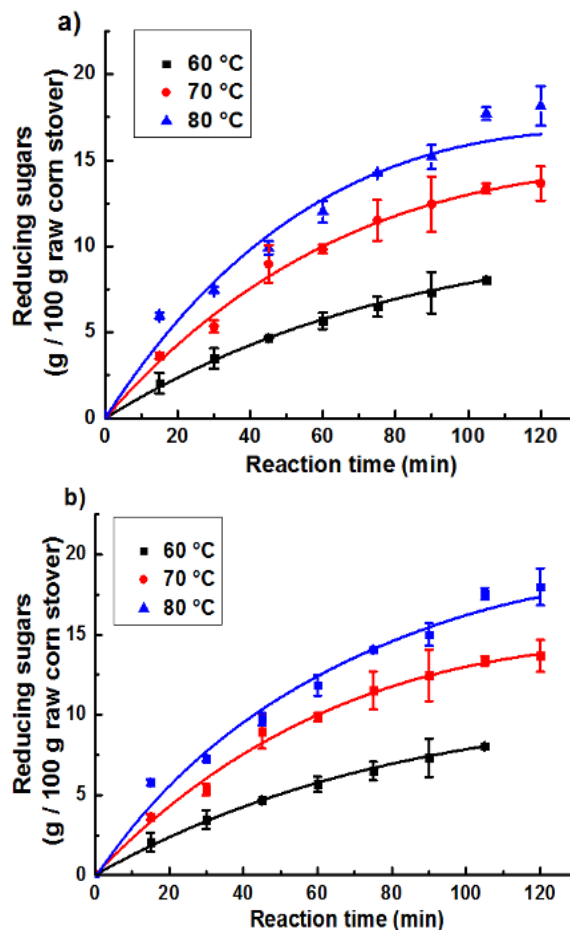 a)
60 °C
70 °C
80 °C
20
15
10
5
0
Reducing sugars
(g / 100 g raw corn stover)
0 20 40 60 80 100 120
Reaction time (min)
b)
60 °C
70 °C
80 °C
20
15
10
5
0
Reducing sugars
(g / 100 g raw corn stover)
0 20 40 60 80 100 120
Reaction time (min)